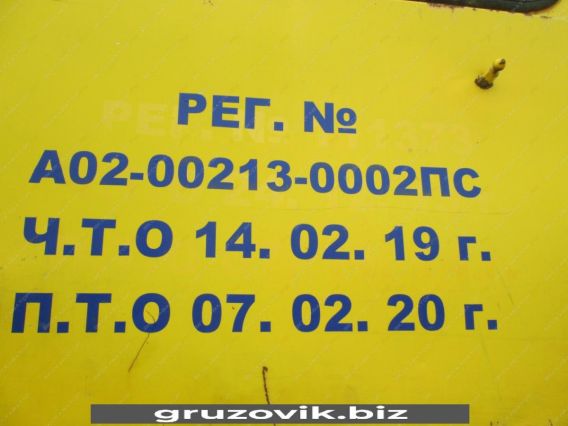 РЕГ. №
А02-00213-0002ПС
Ч.Т.О 14. 02. 19 г.
П.Т.О 07. 02. 20 г.
gruzovik.biz